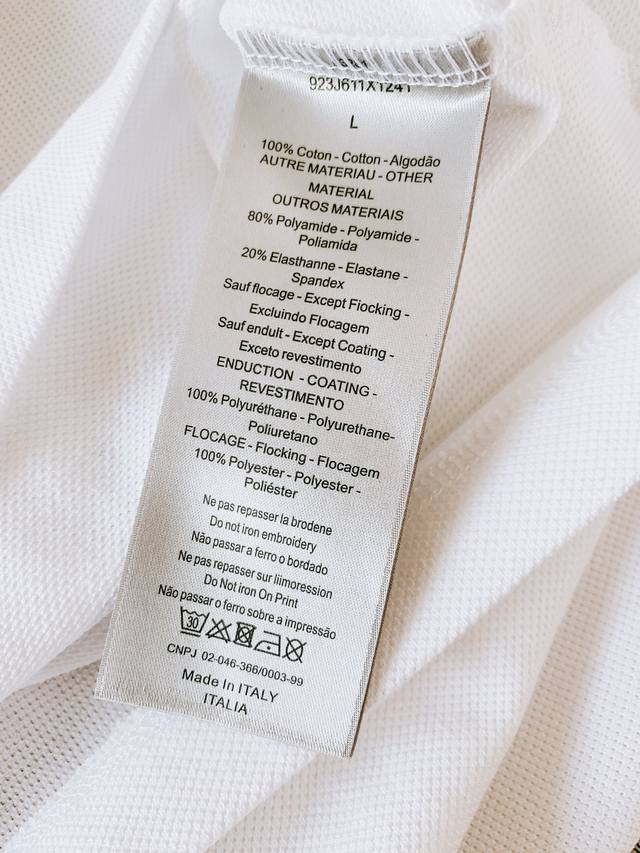 923J611X1241
L
100% Coton - Cotton - Algodão
AUTRE MATERIAU - OTHER
MATERIAL
OUTROS MATERIAIS
80% Polyamide - Polyamide -
Poliamida
20% Elasthanne - Elastane -
Spandex
Sauf flocage - Except Fiocking -
Excluindo Flocagem
Sauf endult - Except Coating -
Exceto revestimento
ENDUCTION - COATING -
REVESTIMENTO
100% Polyuréthane - Polyurethane-
Poliuretano
FLOCAGE - Flocking - Flocagem
100% Polyester - Polyester -
Poliéster
Ne pas repasser la brodene
Do not iron embroidery
Não passar a ferro o bordado
Ne pas repasser sur liimoression
Do Not Iron On Print
Não passar o ferro sobre a impressão
30
CNPJ 02-046-366/0003-99
Made In ITALY
ITALIA